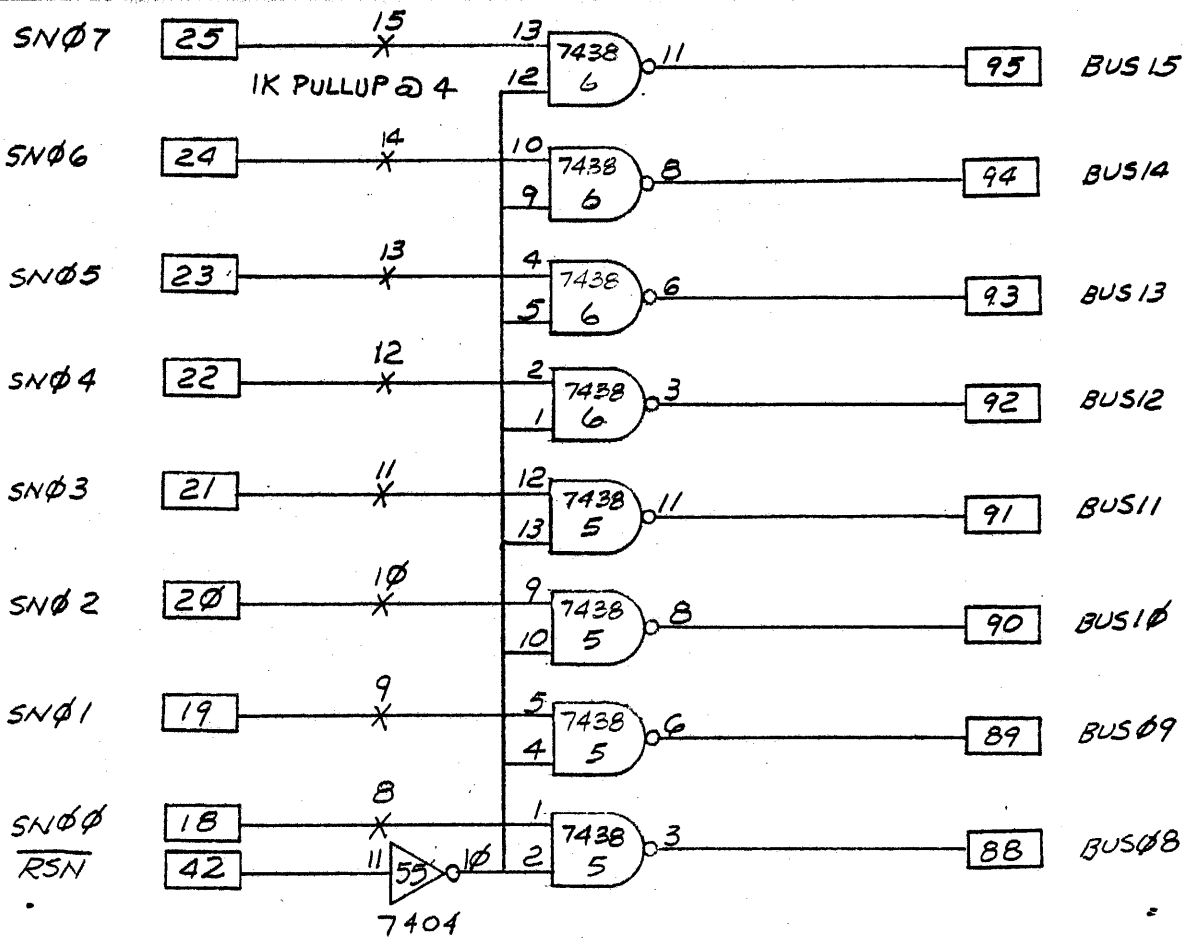 SNØ7 25 15 13 7438 6 11 95 BUS 15
1K PULLUP @ 4 12
SNØ6 24 14 10 7438 6 8 94 BUS14
9
SNØ5 23 13 4 7438 6 6 93 BUS 13
5
SNØ4 22 12 2 7438 6 3 92 BUS12
1
SNØ3 21 11 12 7438 5 11 91 BUS11
13
SNØ2 2Ø 1Ø 9 7438 5 8 90 BUS1Ø
10
SNØ1 19 9 5 7438 5 6 89 BUSØ9
4
SNØØ 18 8 1 7438 5 3 88 BUSØ8
RSN 42 11 55 1Ø 2
7404